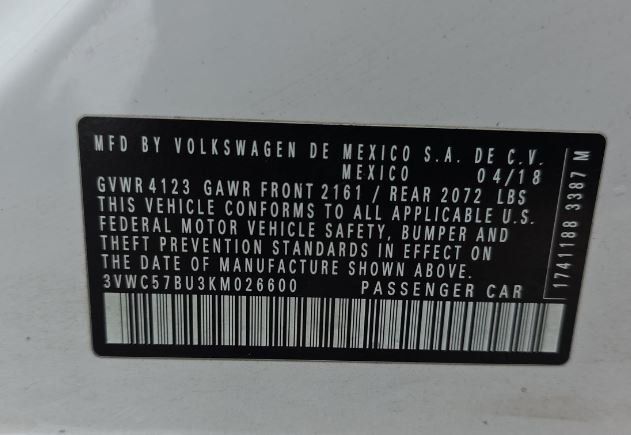 MFD BY VOLKSWAGEN DE MEXICO S.A. DE C.V.
MEXICO 04/18
GVWR 4123 GAWR FRONT 2161 / REAR 2072 LBS
THIS VEHICLE CONFORMS TO ALL APPLICABLE U.S.
FEDERAL MOTOR VEHICLE SAFETY, BUMPER AND
THEFT PREVENTION STANDARDS IN EFFECT ON
THE DATE OF MANUFACTURE SHOWN ABOVE.
3VWC57BU3KM026600 PASSENGER CAR
1741188 3387 M